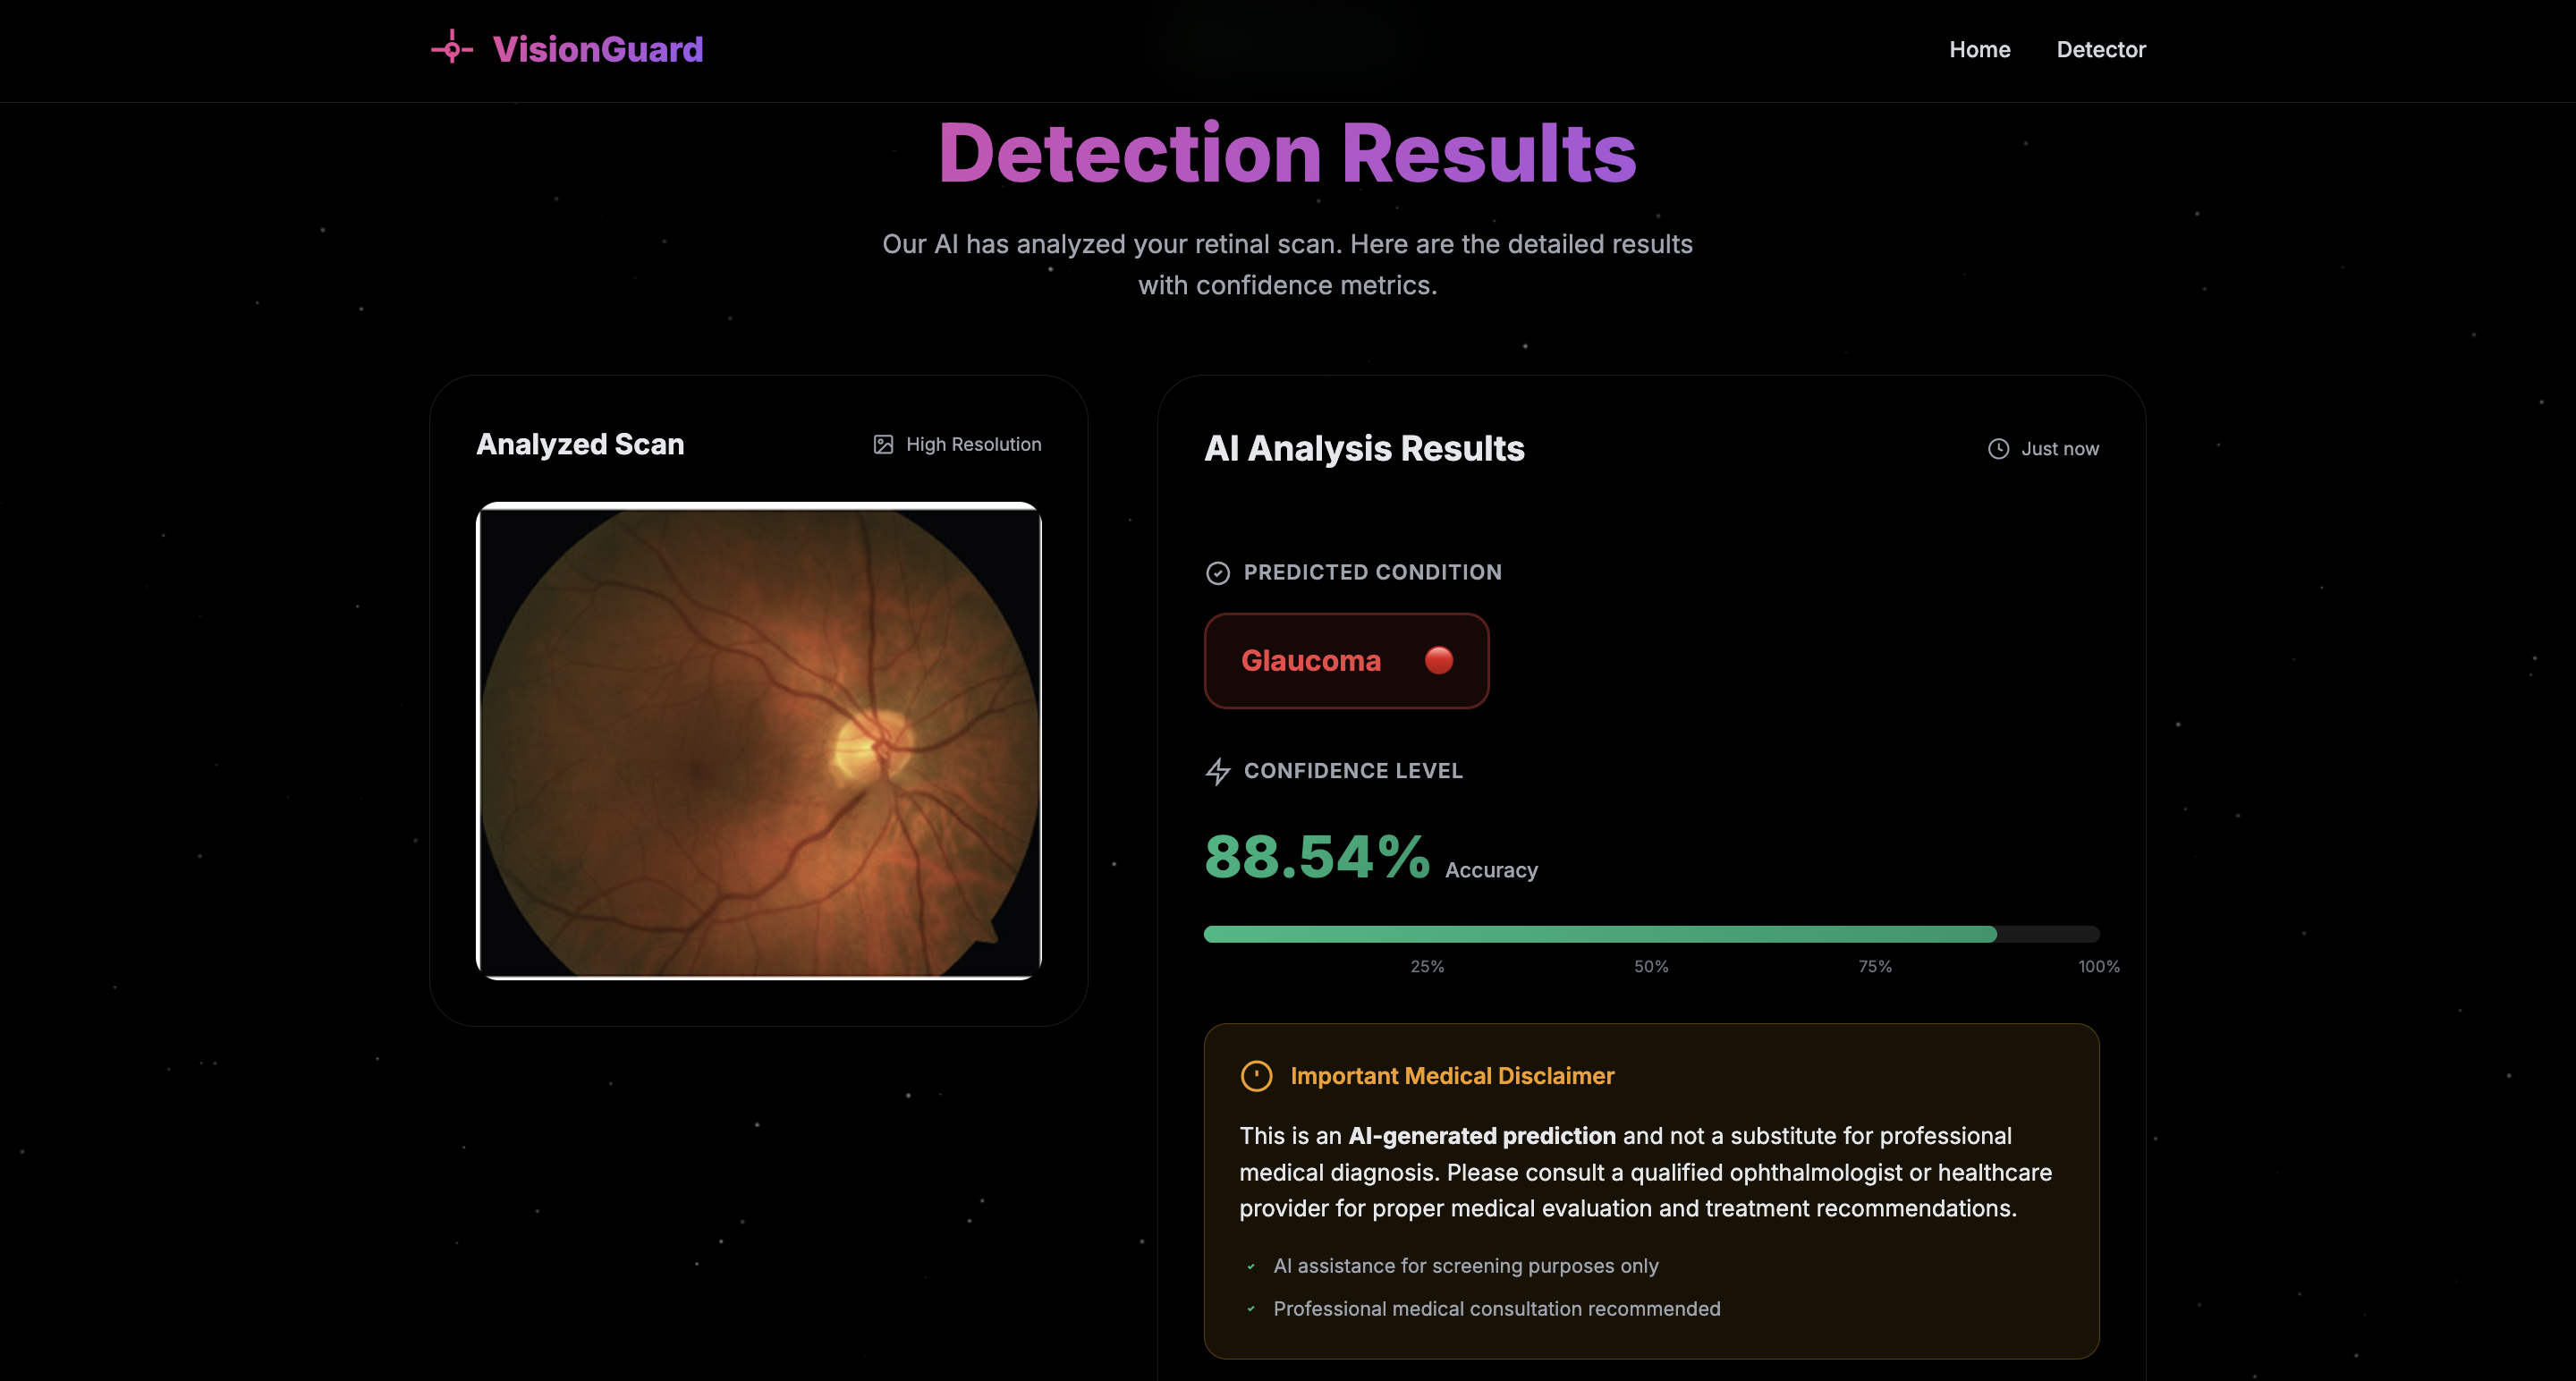 VisionGuard
Home
Detector
Detection Results
Our AI has analyzed your retinal scan. Here are the detailed results
with confidence metrics.
Analyzed Scan
High Resolution
AI Analysis Results
Just now
PREDICTED CONDITION
Glaucoma
CONFIDENCE LEVEL
88.54% Accuracy
25% 50% 75% 100%
Important Medical Disclaimer
This is an AI-generated prediction and not a substitute for professional
medical diagnosis. Please consult a qualified ophthalmologist or healthcare
provider for proper medical evaluation and treatment recommendations.
AI assistance for screening purposes only
Professional medical consultation recommended